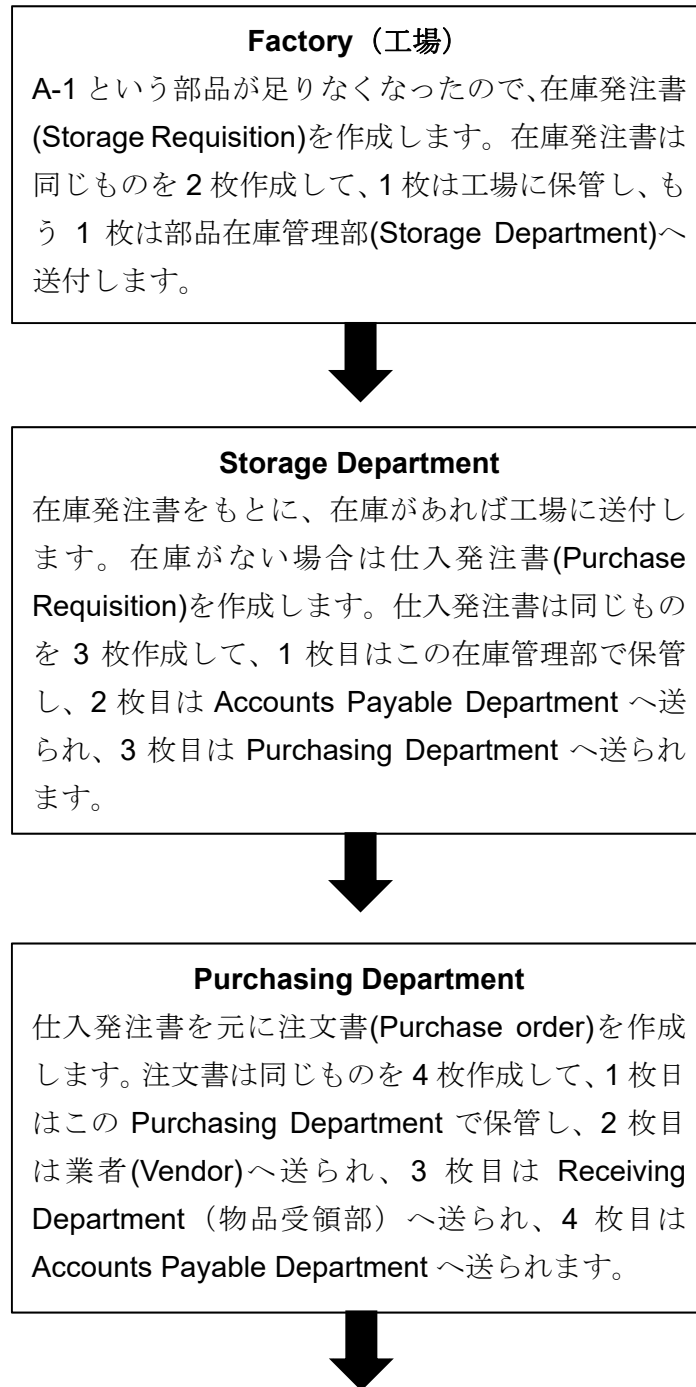 Factory（工場）
A-1 という部品が足りなくなったので、在庫発注書
(Storage Requisition)を作成します。在庫発注書は
同じものを 2 枚作成して、1 枚は工場に保管し、も
う 1 枚は部品在庫管理部(Storage Department)へ
送付します。
Storage Department
在庫発注書をもとに、在庫があれば工場に送付し
ます。在庫がない場合は仕入発注書(Purchase
Requisition)を作成します。仕入発注書は同じもの
を 3 枚作成して、1 枚目はこの在庫管理部で保管
し、2 枚目は Accounts Payable Department へ送
られ、3 枚目は Purchasing Department へ送られ
ます。
Purchasing Department
仕入発注書を元に注文書(Purchase order)を作成
します。注文書は同じものを 4 枚作成して、1 枚日
はこの Purchasing Department で保管し、2 枚目
は業者(Vendor)へ送られ、3 枚目は Receiving
Department（物品受領部）へ送られ、4 枚目は
Accounts Payable Department へ送られます。